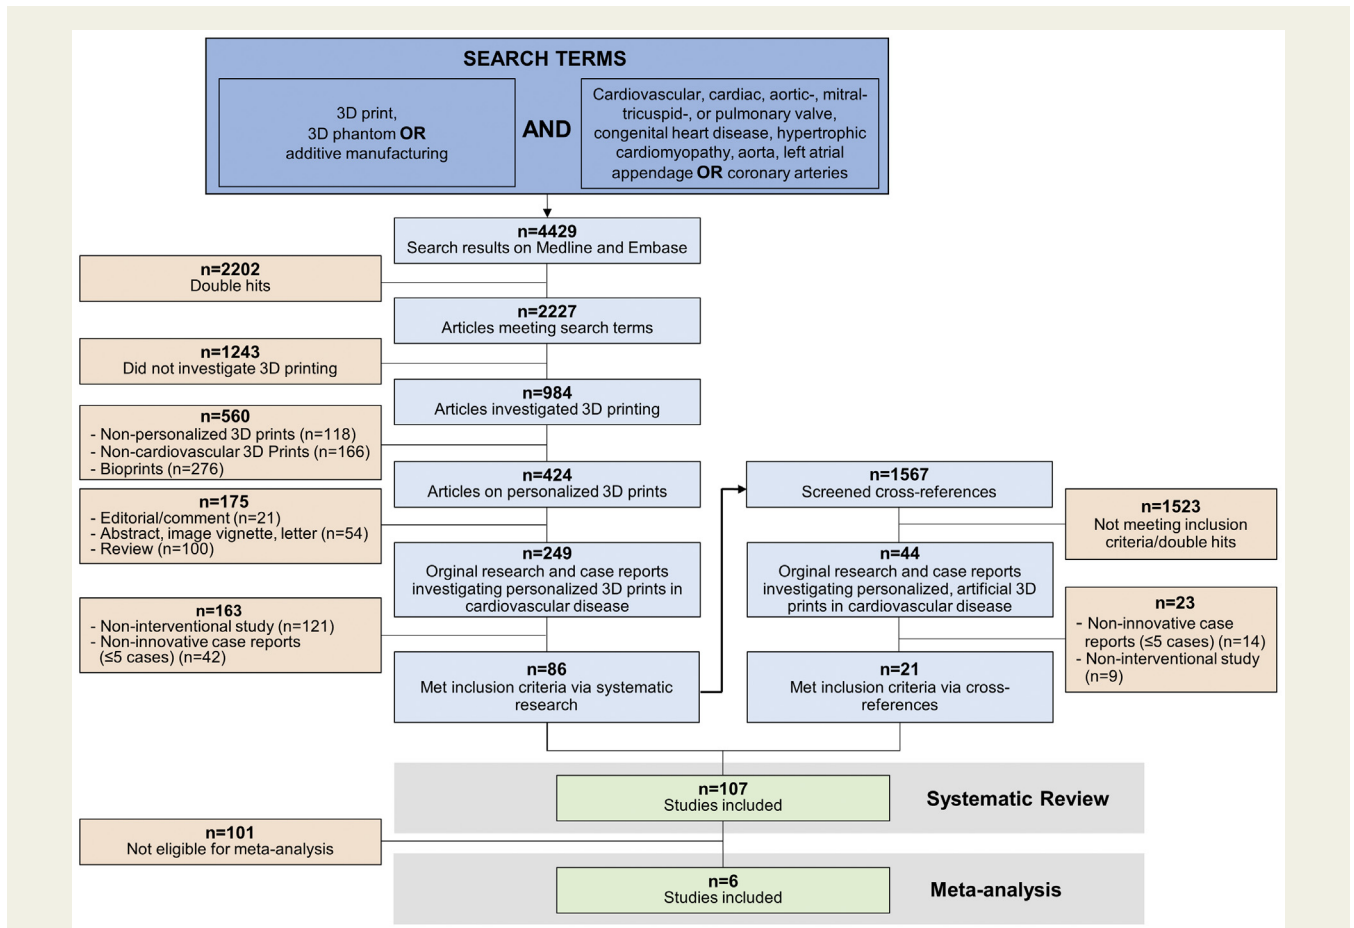 SEARCH TERMS
3D print,
3D phantom OR
additive manufacturing
AND
Cardiovascular, cardiac, aortic-, mitral-
tricuspid-, or pulmonary valve,
congenital heart disease, hypertrophic
cardiomyopathy, aorta, left atrial
appendage OR coronary arteries
n=4429
Search results on Medline and Embase
n=2202
Double hits
n=2227
Articles meeting search terms
n=1243
Did not investigate 3D printing
n=984
Articles investigated 3D printing
n=560
- Non-personalized 3D prints (n=118)
- Non-cardiovascular 3D Prints (n=166)
- Bioprints (n=276)
n=424
Articles on personalized 3D prints
n=175
- Editorial/comment (n=21)
- Abstract, image vignette, letter (n=54)
- Review (n=100)
n=249
Orginal research and case reports
investigating personalized 3D prints in
cardiovascular disease
n=163
- Non-interventional study (n=121)
- Non-innovative case reports
(≤5 cases) (n=42)
n=86
Met inclusion criteria via systematic
research
n=1567
Screened cross-references
n=1523
Not meeting inclusion
criteria/double hits
n=44
Orginal research and case reports
investigating personalized, artificial 3D
prints in cardiovascular disease
n=23
- Non-innovative case
reports (≤5 cases) (n=14)
- Non-interventional study
(n=9)
n=21
Met inclusion criteria via cross-
references
n=107
Studies included
Systematic Review
n=101
Not eligible for meta-analysis
n=6
Studies included
Meta-analysis